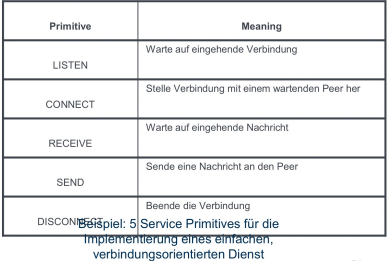 Primitive Meaning
LISTEN Warte auf eingehende Verbindung
CONNECT Stelle Verbindung mit einem wartenden Peer her
RECEIVE Warte auf eingehende Nachricht
SEND Sende eine Nachricht an den Peer
DISCONNECT Beende die Verbindung
Beispiel: 5 Service Primitives für die
Implementierung eines einfachen,
verbindungsorientierten Dienst